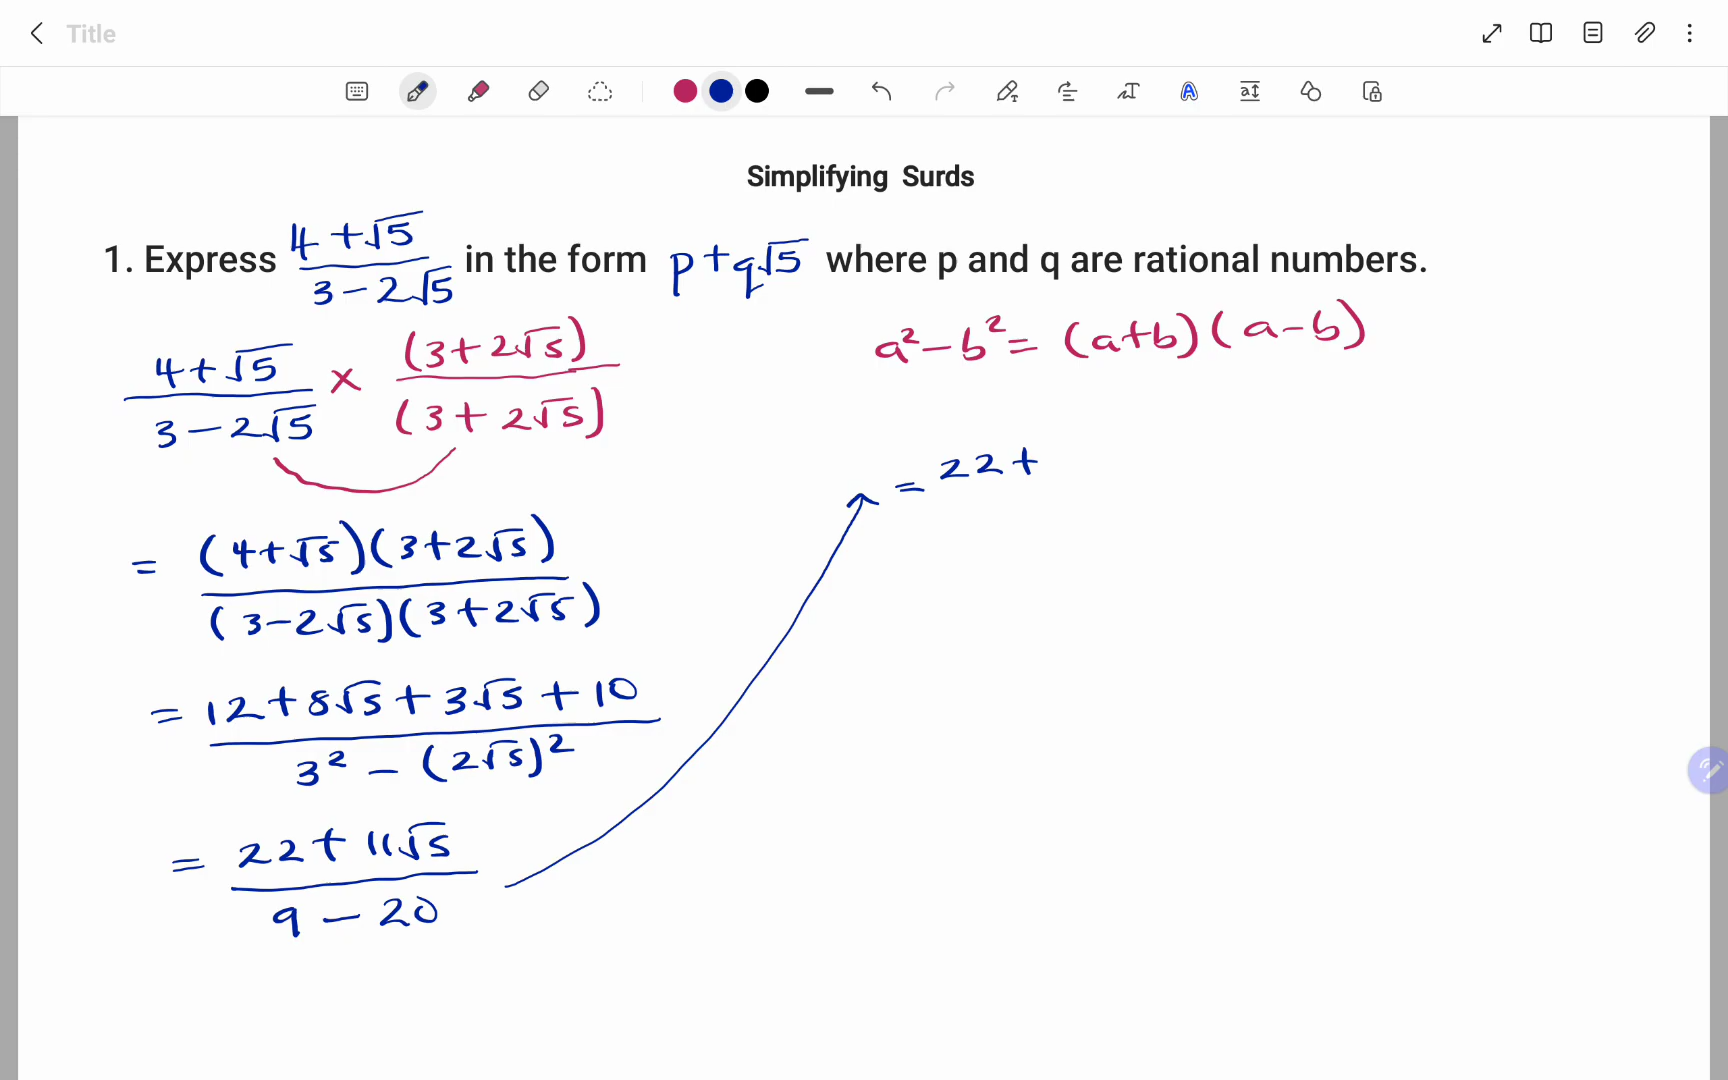 Title
Simplifying Surds
1. Express (4+√5)/(3−2√5) in the form p+q√5 where p and q are rational numbers.
a²−b² = (a+b)(a−b)
(4+√5)/(3−2√5) × (3+2√5)/(3+2√5)
= (4+√5)(3+2√5)/(3−2√5)(3+2√5)
= (12+8√5+3√5+10)/(3²−(2√5)²)
= (22+11√5)/(9−20)
= 22+